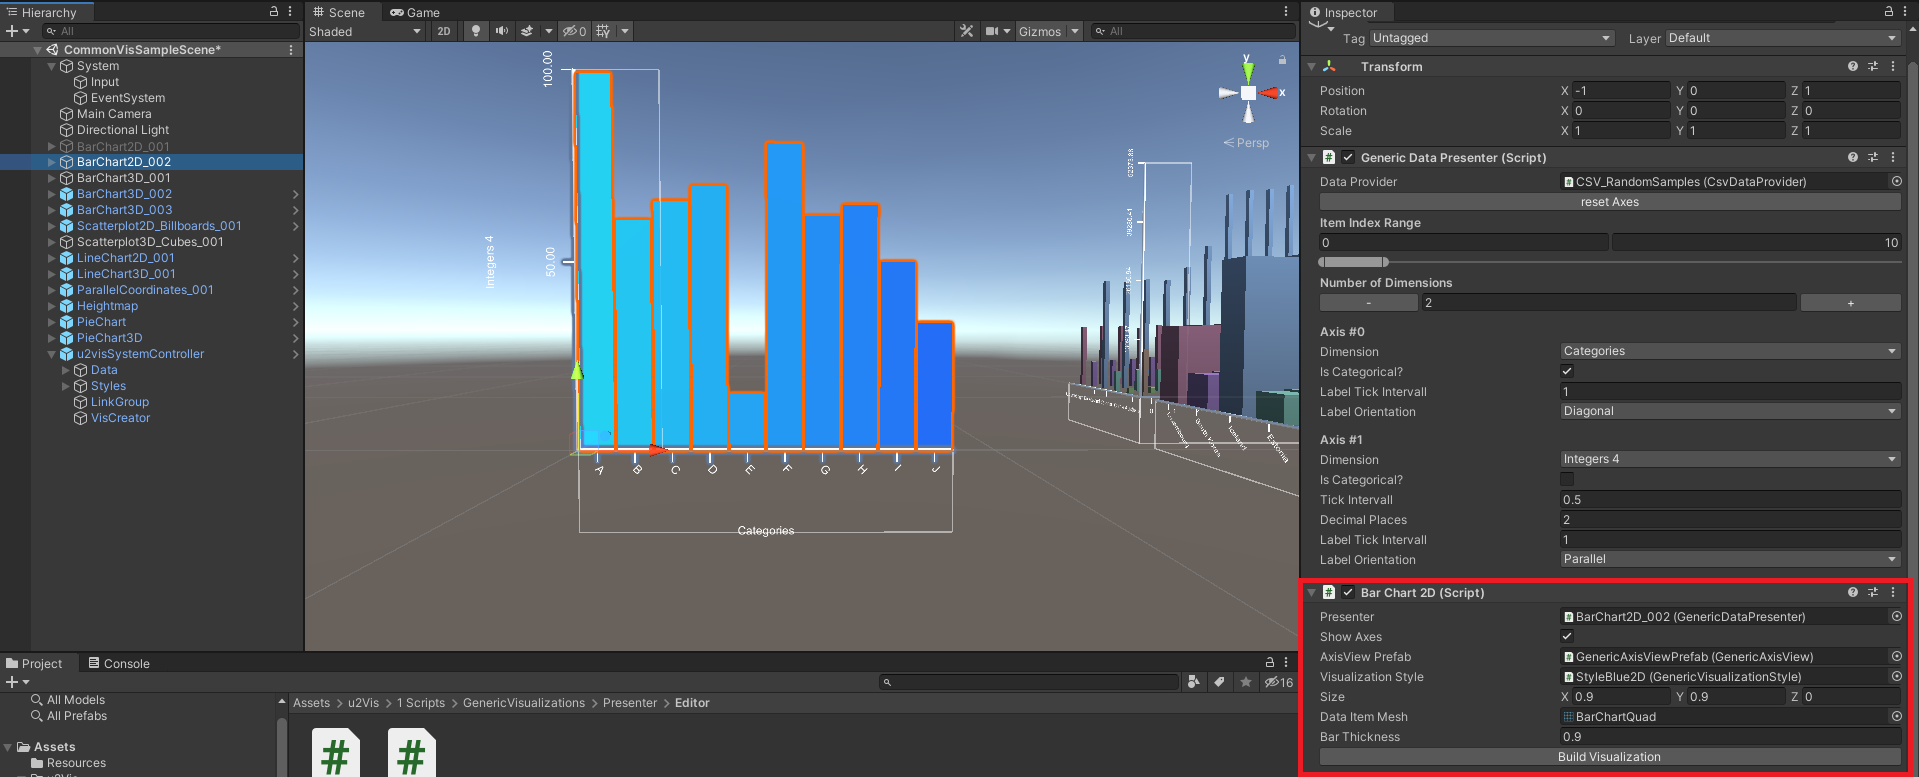 Hierarchy
All
CommonVisSampleScene*
System
Input
EventSystem
Main Camera
Directional Light
BarChart2D_001
BarChart2D_002
BarChart3D_001
BarChart3D_002
BarChart3D_003
Scatterplot2D_Billboards_001
Scatterplot3D_Cubes_001
LineChart2D_001
LineChart3D_001
ParallelCoordinates_001
Heightmap
PieChart
PieChart3D
u2visSystemController
Data
Styles
LinkGroup
VisCreator
Scene Game
Shaded 2D 0 Gizmos All
y
x
Persp
100.00
50.00
Integers 4
A B C D E F G H I J
Categories
Iceland
Estonia
Inspector
Tag Untagged Layer Default
Transform
Position X -1 Y 0 Z 1
Rotation X 0 Y 0 Z 0
Scale X 1 Y 1 Z 1
# Generic Data Presenter (Script)
Data Provider # CSV_RandomSamples (CsvDataProvider)
reset Axes
Item Index Range
0 10
Number of Dimensions
- 2 +
Axis #0
Dimension Categories
Is Categorical?
Label Tick Intervall 1
Label Orientation Diagonal
Axis #1
Dimension Integers 4
Is Categorical?
Tick Intervall 0.5
Decimal Places 2
Label Tick Intervall 1
Label Orientation Parallel
# Bar Chart 2D (Script)
Presenter # BarChart2D_002 (GenericDataPresenter)
Show Axes
AxisView Prefab # GenericAxisViewPrefab (GenericAxisView)
Visualization Style # StyleBlue2D (GenericVisualizationStyle)
Size X 0.9 Y 0.9 Z 0
Data Item Mesh BarChartQuad
Bar Thickness 0.9
Build Visualization
Project Console
16
All Models
All Prefabs
Assets
Resources
Assets > u2Vis > 1 Scripts > GenericVisualizations > Presenter > Editor
# #